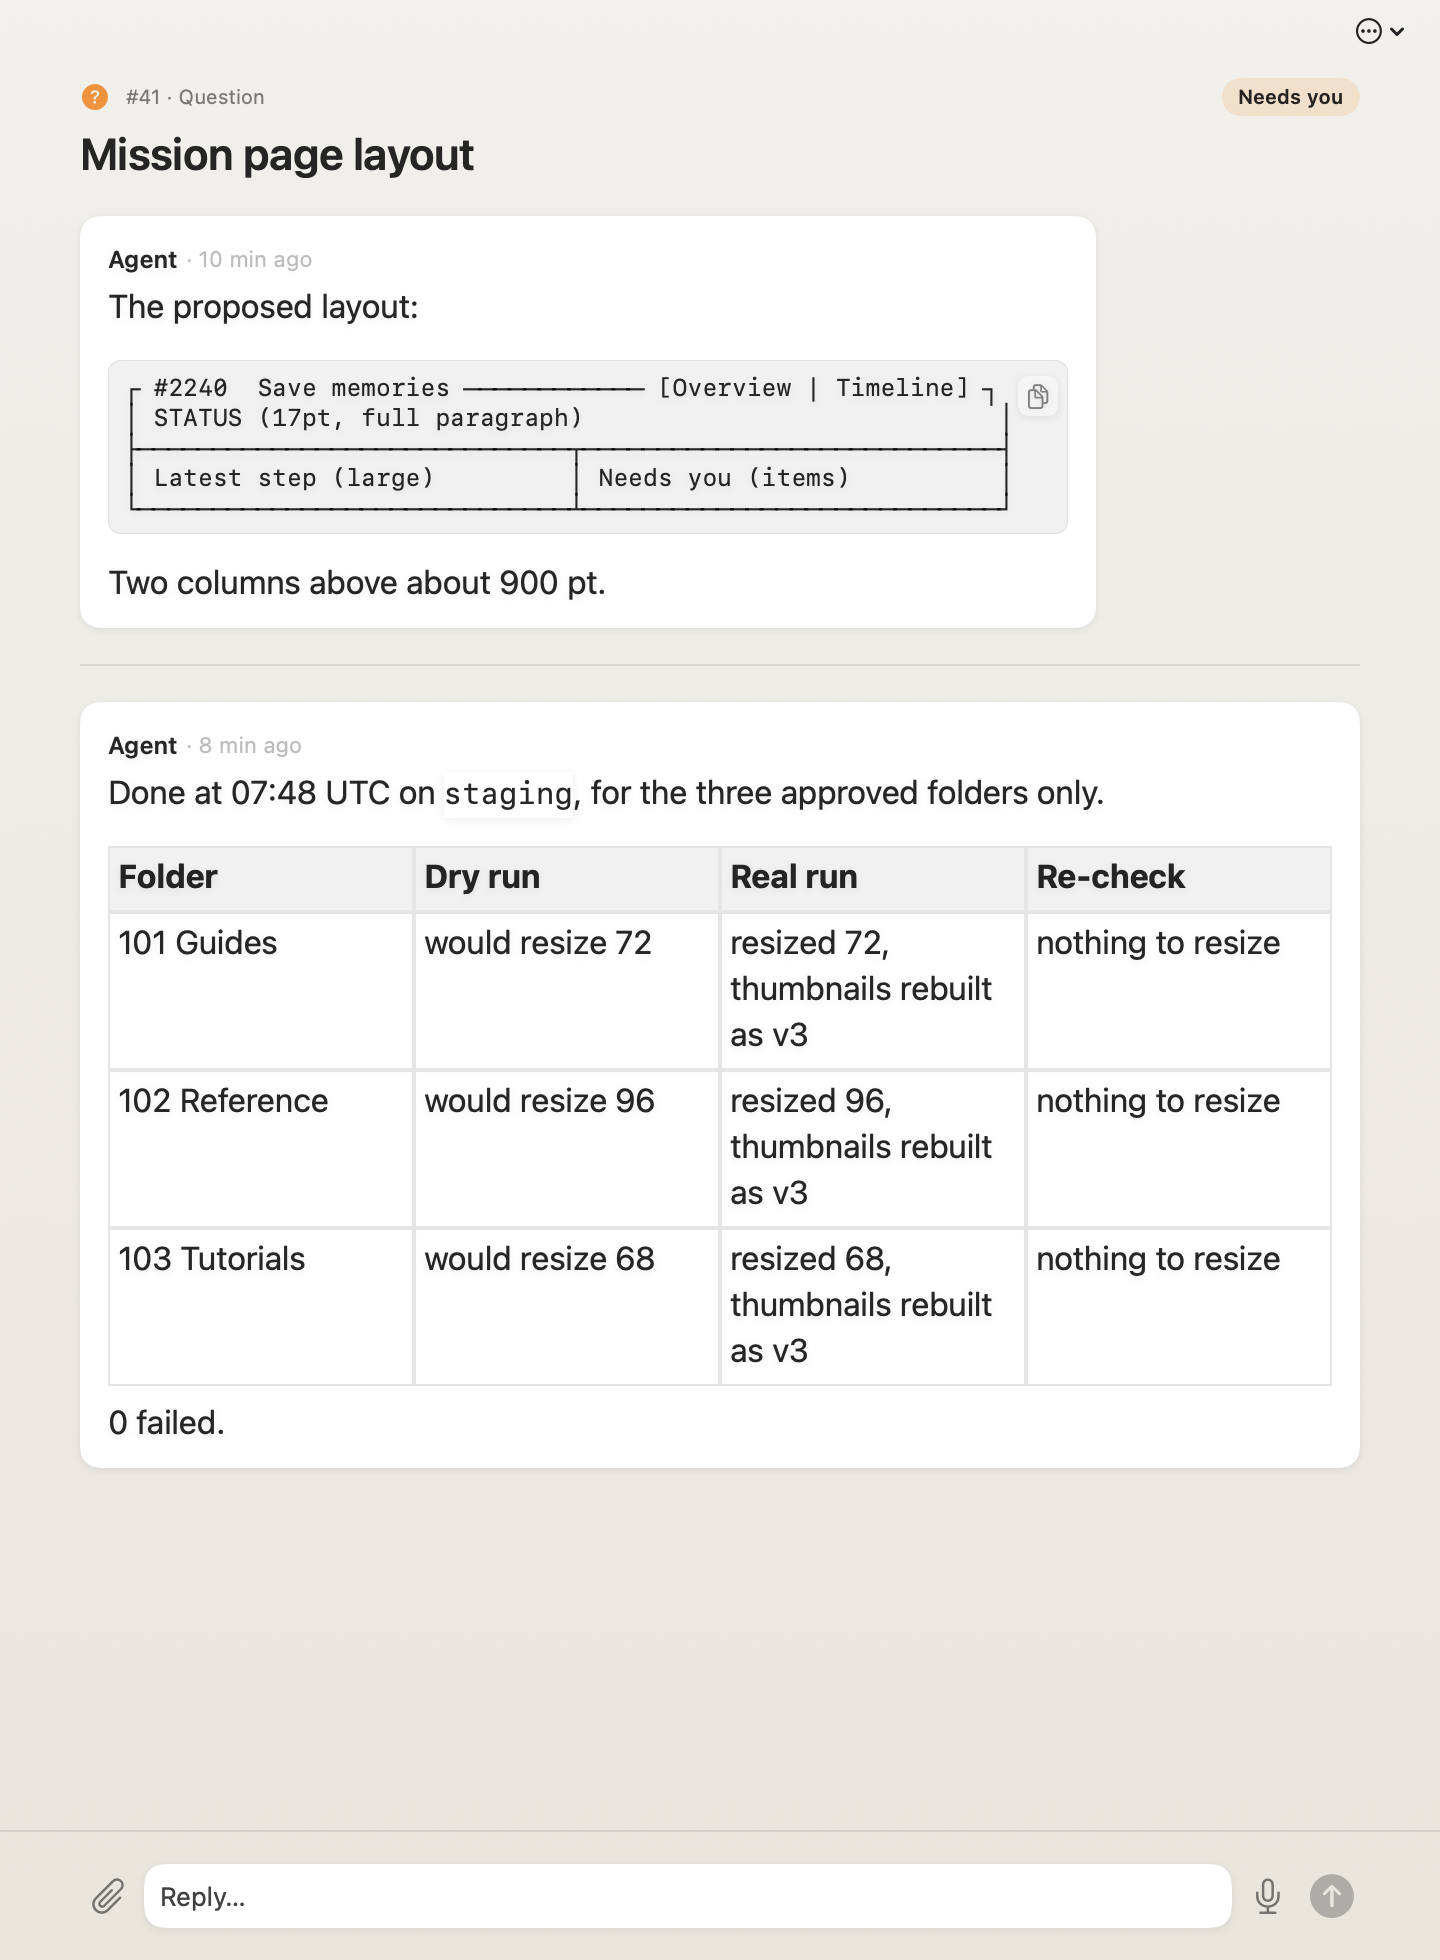 #41 · Question
Needs you
Mission page layout
Agent · 10 min ago
The proposed layout:
┌ #2240  Save memories ──────────── [Overview | Timeline] ┐
│ STATUS (17pt, full paragraph)                            │
├─────────────────────────────┬────────────────────────────┤
│ Latest step (large)         │ Needs you (items)          │
└─────────────────────────────┴────────────────────────────┘
Two columns above about 900 pt.
Agent · 8 min ago
Done at 07:48 UTC on staging, for the three approved folders only.
Folder Dry run Real run Re-check
101 Guides would resize 72 resized 72, nothing to resize
thumbnails rebuilt
as v3
102 Reference would resize 96 resized 96, nothing to resize
thumbnails rebuilt
as v3
103 Tutorials would resize 68 resized 68, nothing to resize
thumbnails rebuilt
as v3
0 failed.
Reply...